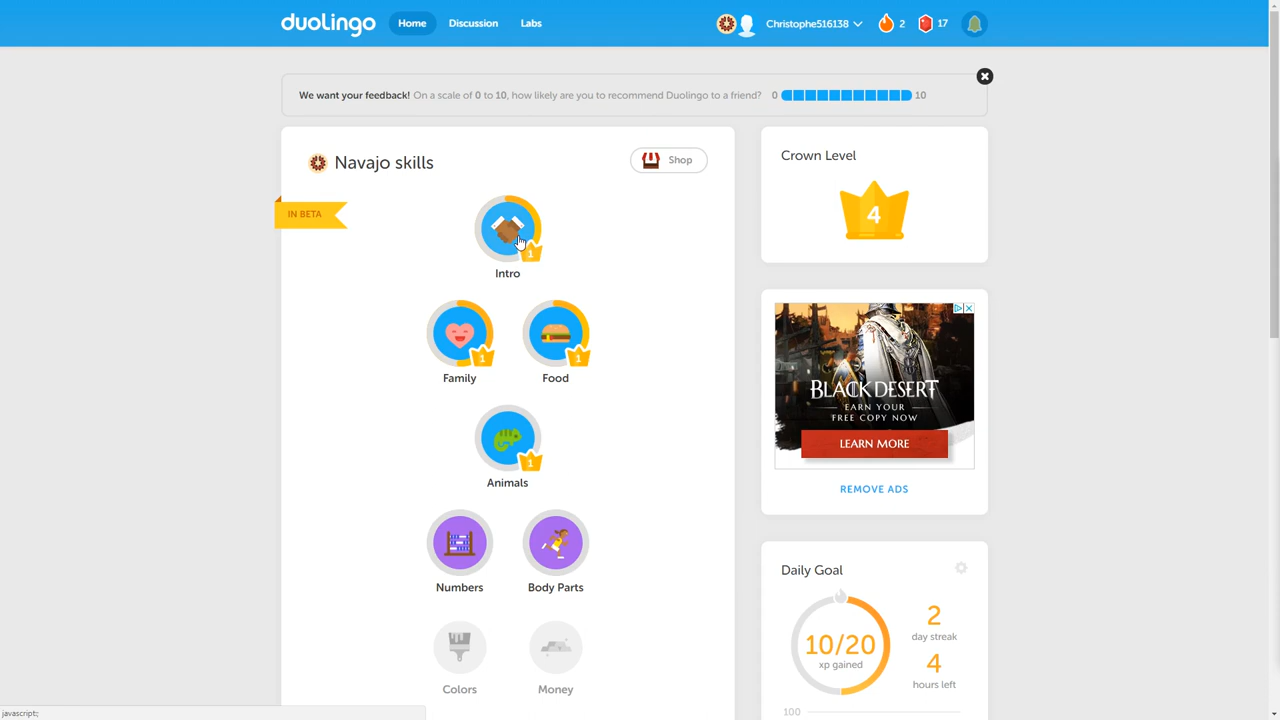 duolingo
Home
Discussion
Labs
Christophe516138
2
17
We want your feedback! On a scale of 0 to 10, how likely are you to recommend Duolingo to a friend?
0
10
Navajo skills
Shop
IN BETA
1
Intro
1
Family
1
Food
1
Animals
Numbers
Body Parts
Colors
Money
Crown Level
4
BLACK DESERT
EARN YOUR
FREE COPY NOW
LEARN MORE
REMOVE ADS
Daily Goal
10/20
xp gained
2
day streak
4
hours left
100
javascript:;